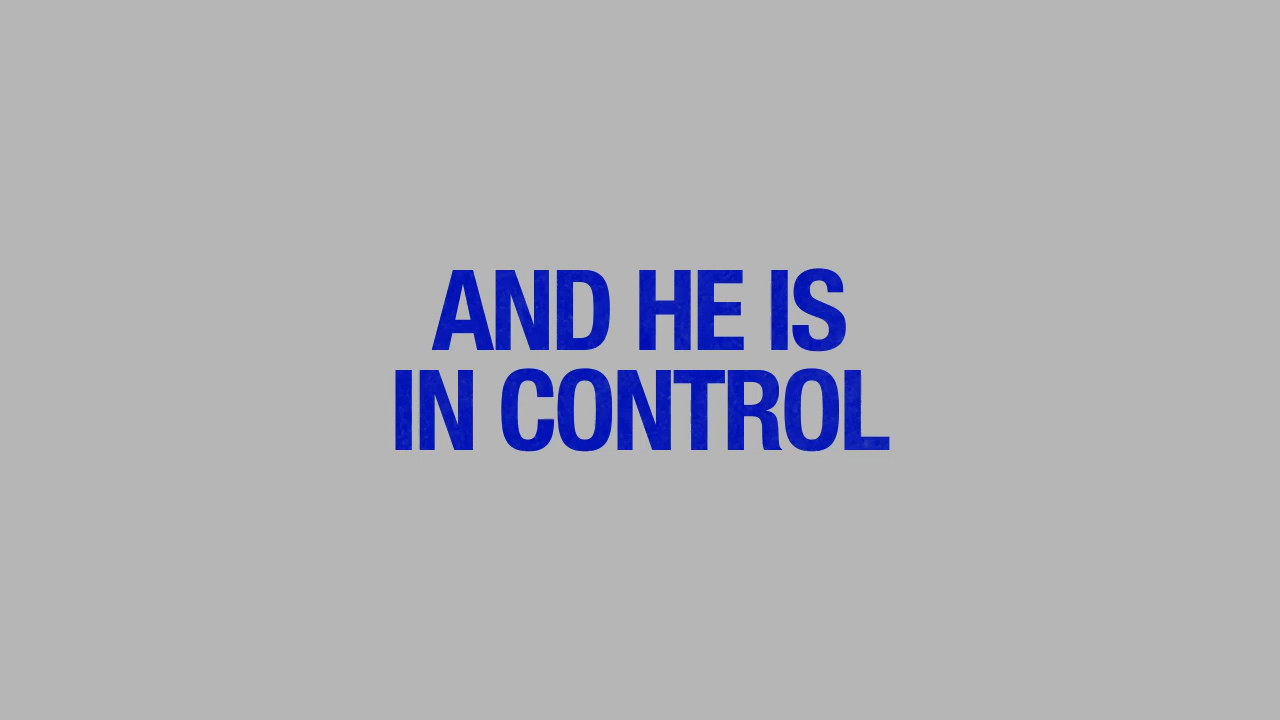 AND HE IS
IN CONTROL